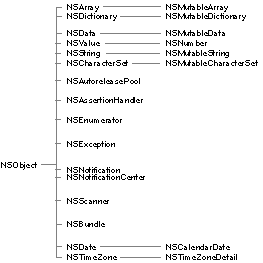 NSArray NSMutableArray
NSDictionary NSMutableDictionary
NSData NSMutableData
NSValue NSNumber
NSString NSMutableString
NSCharacterSet NSMutableCharacterSet
NSAutoreleasePool
NSAssertionHandler
NSEnumerator
NSException
NSObject
NSNotification
NSNotificationCenter
NSScanner
NSBundle
NSDate NSCalendarDate
NSTimeZone NSTimeZoneDetail